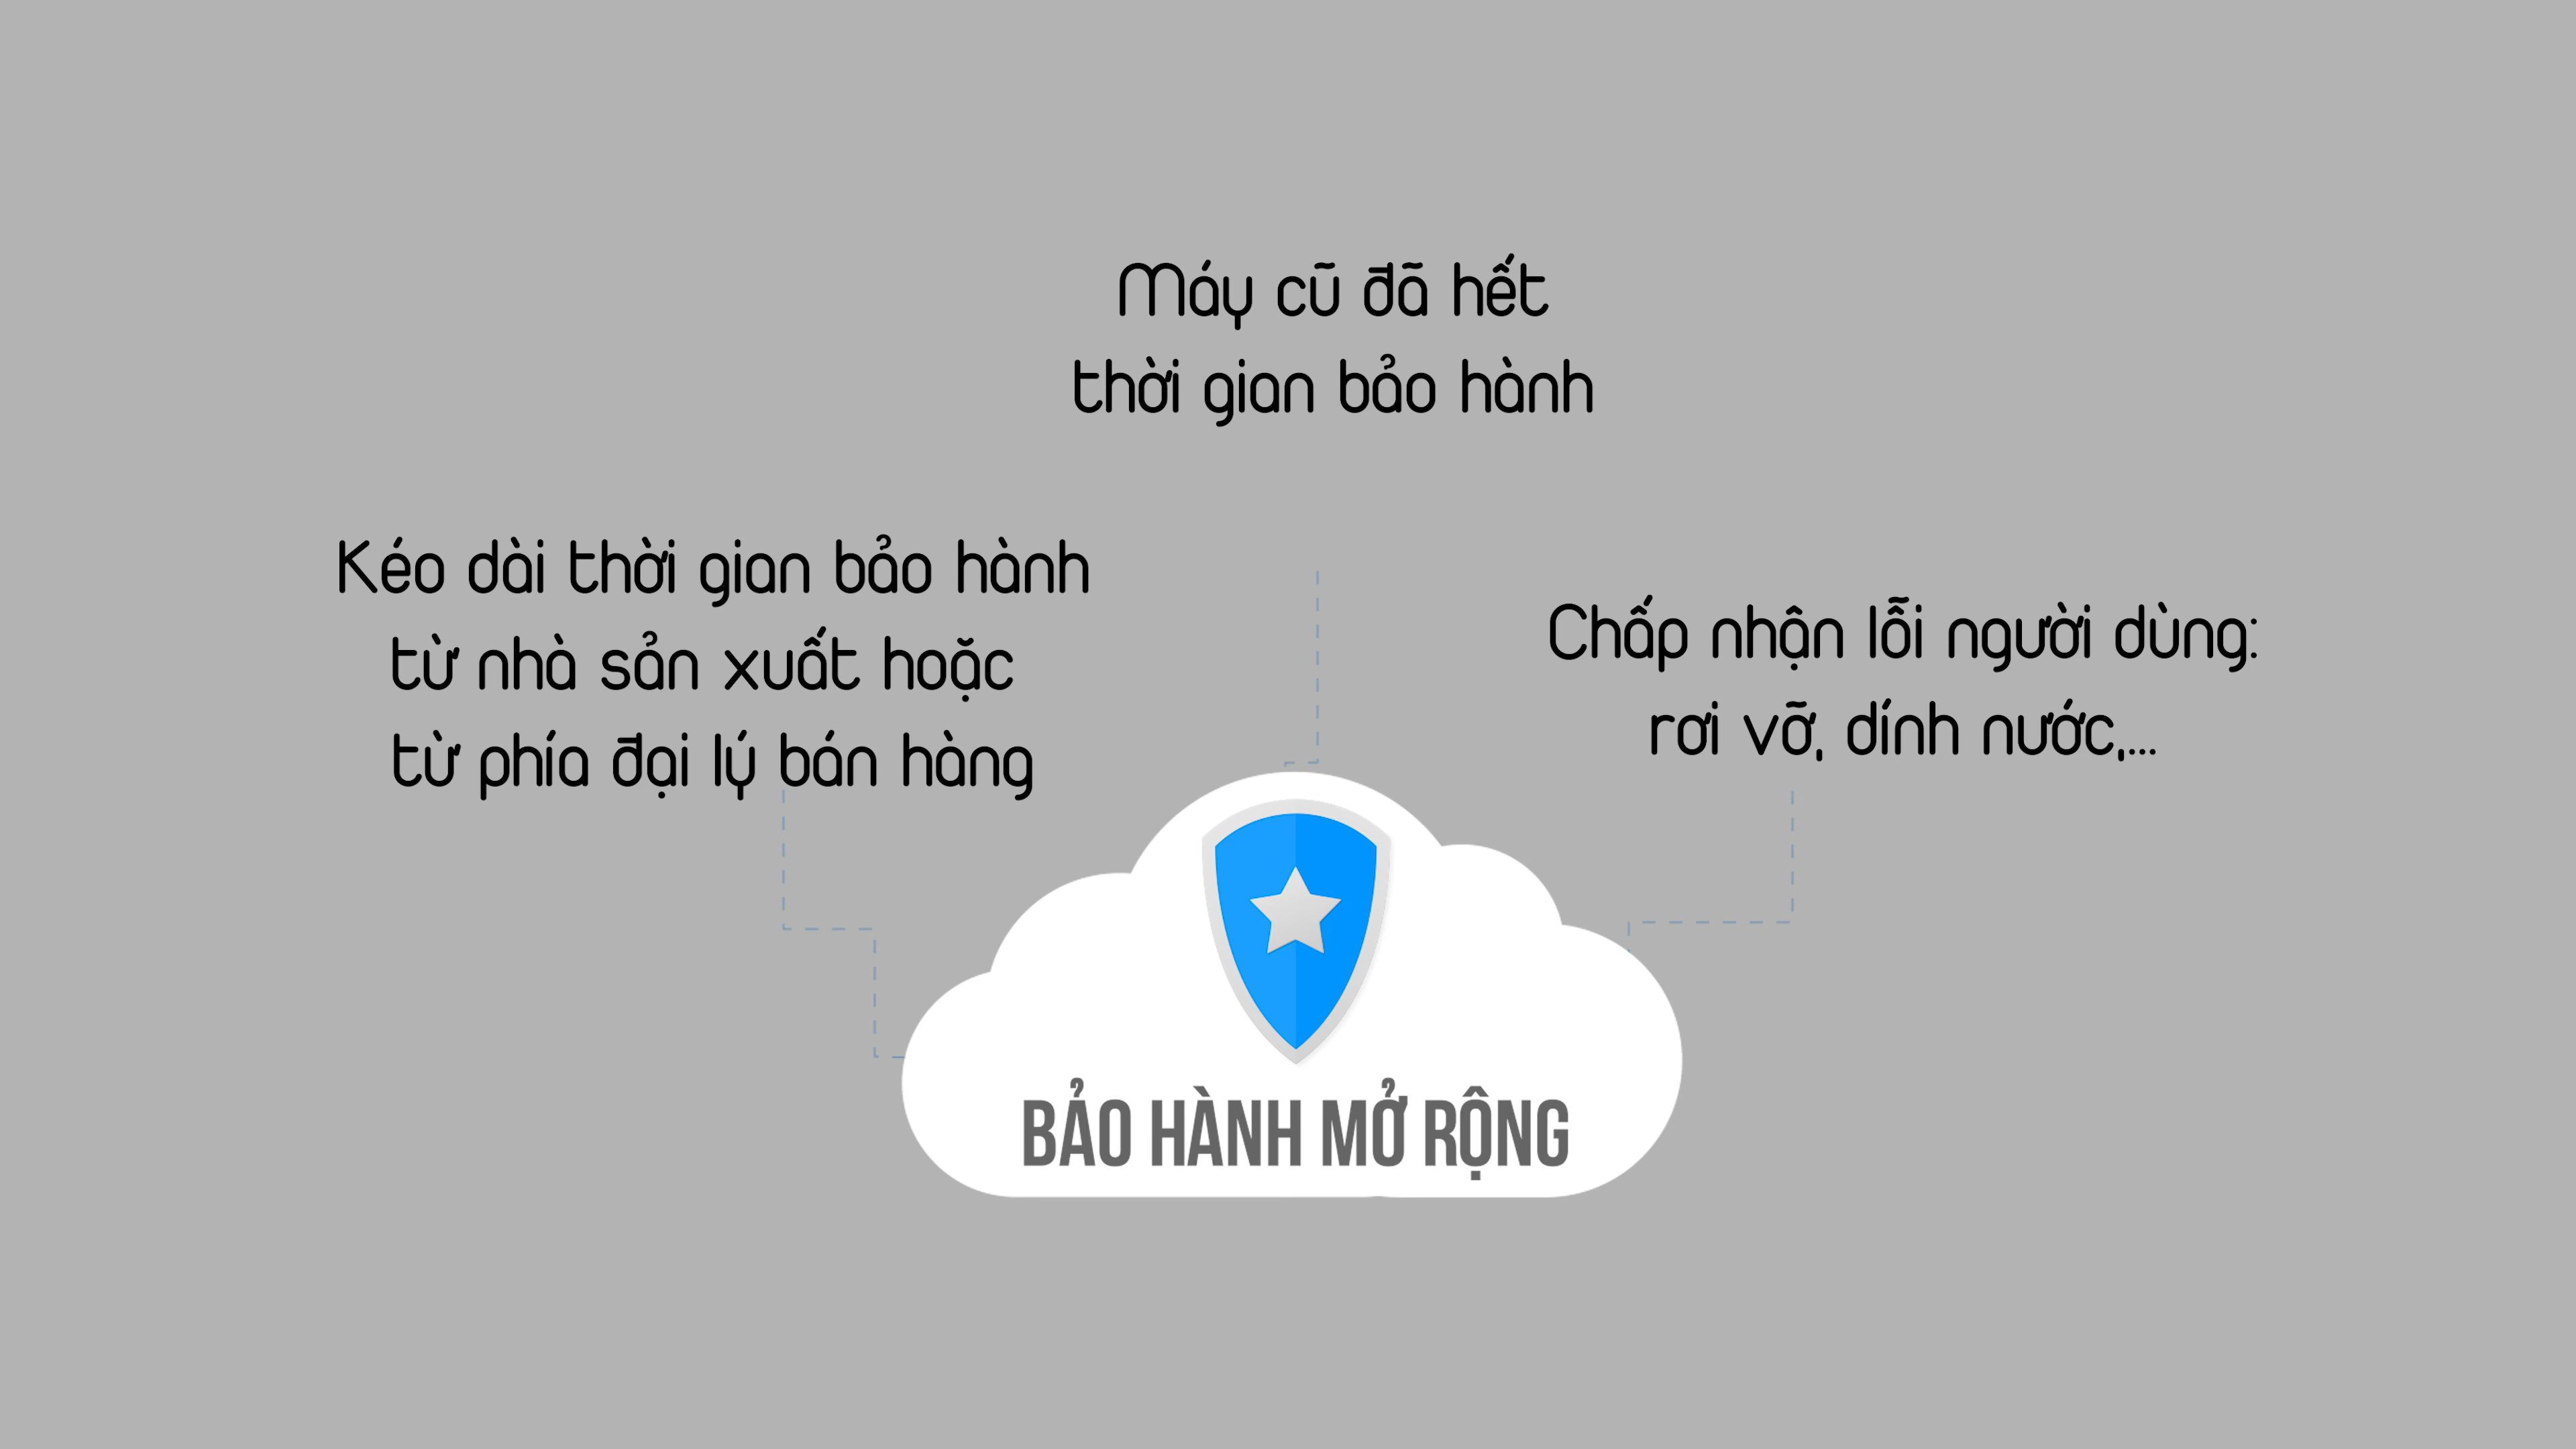 Máy cũ đã hết
thời gian bảo hành
Kéo dài thời gian bảo hành
từ nhà sản xuất hoặc
từ phía đại lý bán hàng
Chấp nhận lỗi người dùng:
rơi vỡ, dính nước,...
BẢO HÀNH MỞ RỘNG